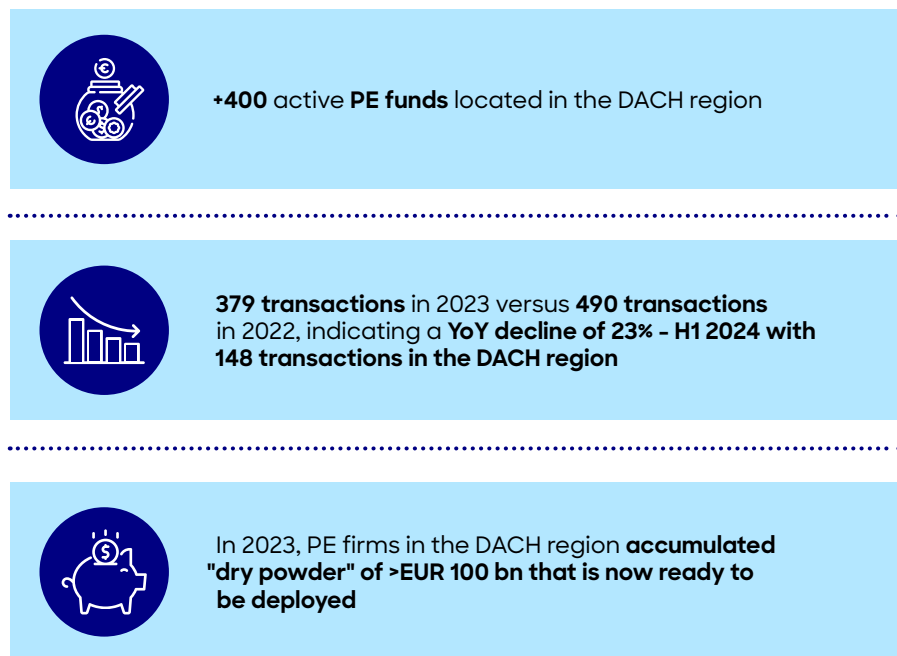 +400 active PE funds located in the DACH region
379 transactions in 2023 versus 490 transactions
in 2022, indicating a YoY decline of 23% - H1 2024 with
148 transactions in the DACH region
In 2023, PE firms in the DACH region accumulated
"dry powder" of >EUR 100 bn that is now ready to
be deployed